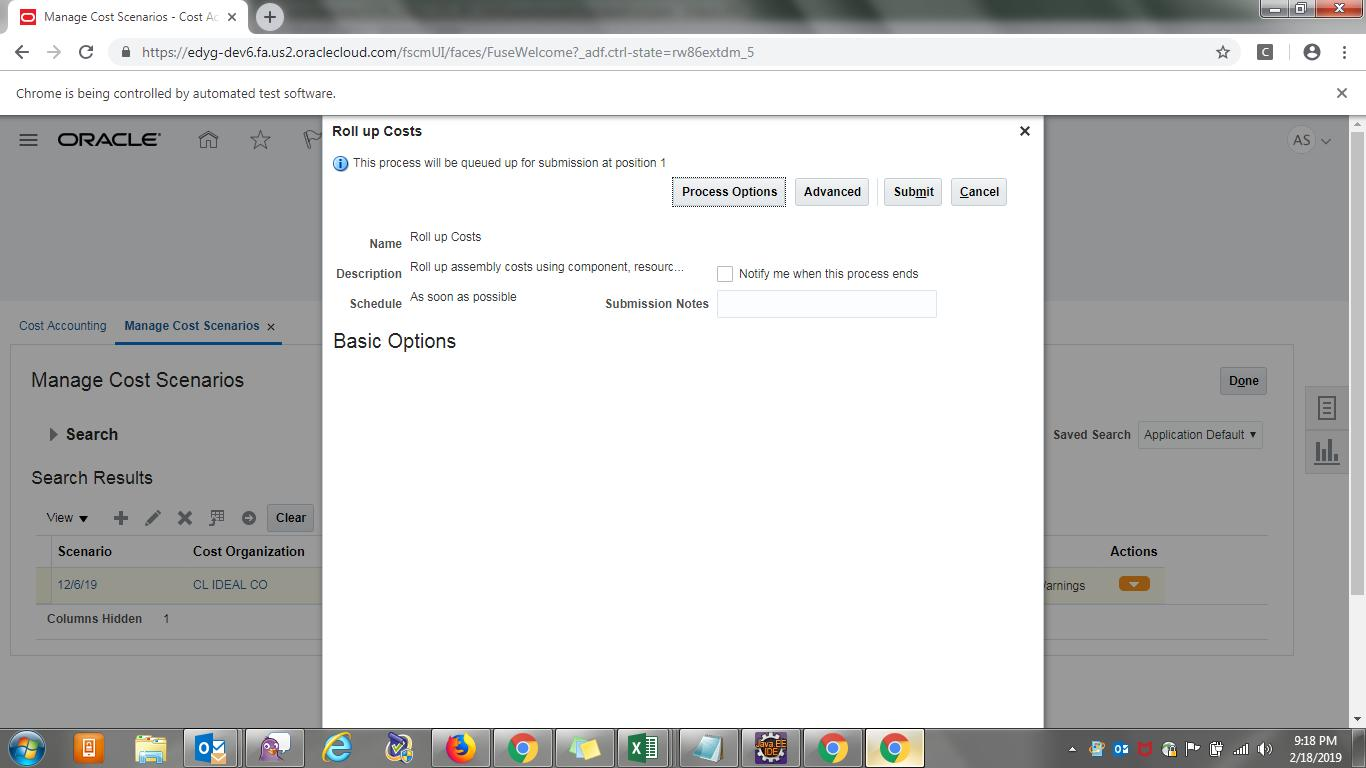 Manage Cost Scenarios - Cost Ac
https://edyg-dev6.fa.us2.oraclecloud.com/fscmUI/faces/FuseWelcome?_adf.ctrl-state=rw86extdm_5
C
Chrome is being controlled by automated test software.
ORACLE
AS
Roll up Costs
This process will be queued up for submission at position 1
Process Options Advanced Submit Cancel
Name Roll up Costs
Description Roll up assembly costs using component, resourc... Notify me when this process ends
Schedule As soon as possible Submission Notes
Basic Options
Cost Accounting Manage Cost Scenarios
Manage Cost Scenarios
Done
Search
Saved Search Application Default
Search Results
View Clear
Scenario Cost Organization Actions
12/6/19 CL IDEAL CO Warnings
Columns Hidden 1
Java EE
IDE
9:18 PM
2/18/2019